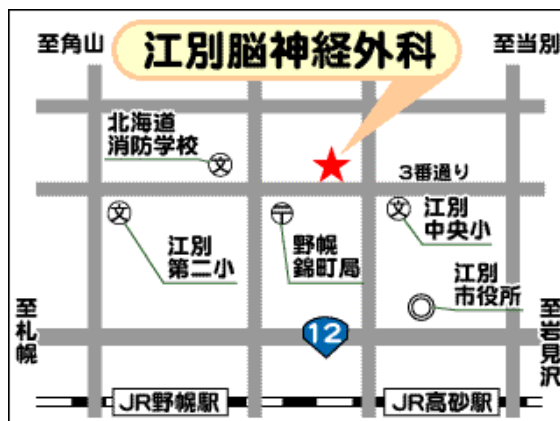 至角山
江別脳神経外科
至当別
北海道
消防学校
文
3番通り
文
江別
第二小
〒
野幌
錦町局
文
江別
中央小
江別
市役所
至札幌
12
至岩見沢
JR野幌駅
JR高砂駅